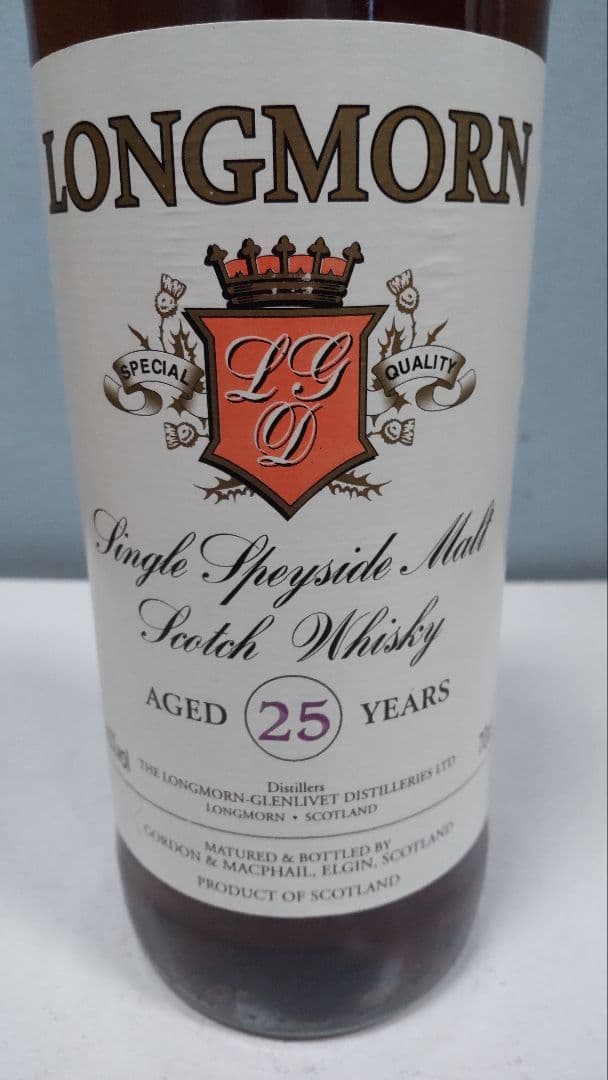 LONGMORN
SPECIAL QUALITY
L G
D
Single Speyside Malt
Scotch Whisky
AGED 25 YEARS
Distillers
THE LONGMORN-GLENLIVET DISTILLERIES LTD
LONGMORN • SCOTLAND
MATURED & BOTTLED BY
GORDON & MACPHAIL, ELGIN, SCOTLAND
PRODUCT OF SCOTLAND